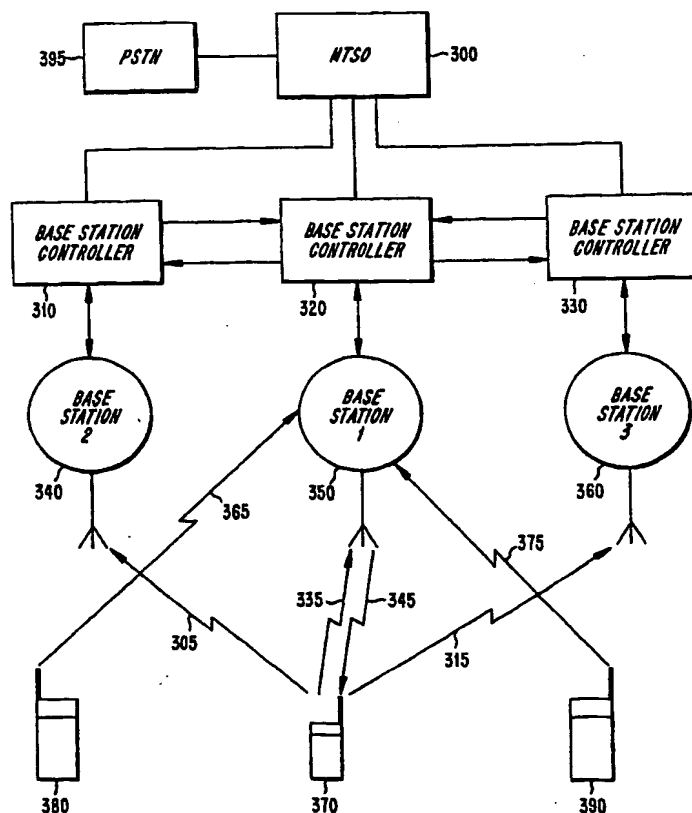 395
PSTN
MTSO
300
BASE STATION
CONTROLLER
310
BASE STATION
CONTROLLER
320
BASE STATION
CONTROLLER
330
BASE
STATION
2
340
BASE
STATION
1
350
BASE
STATION
3
360
365
375
305
335
345
315
380
370
390